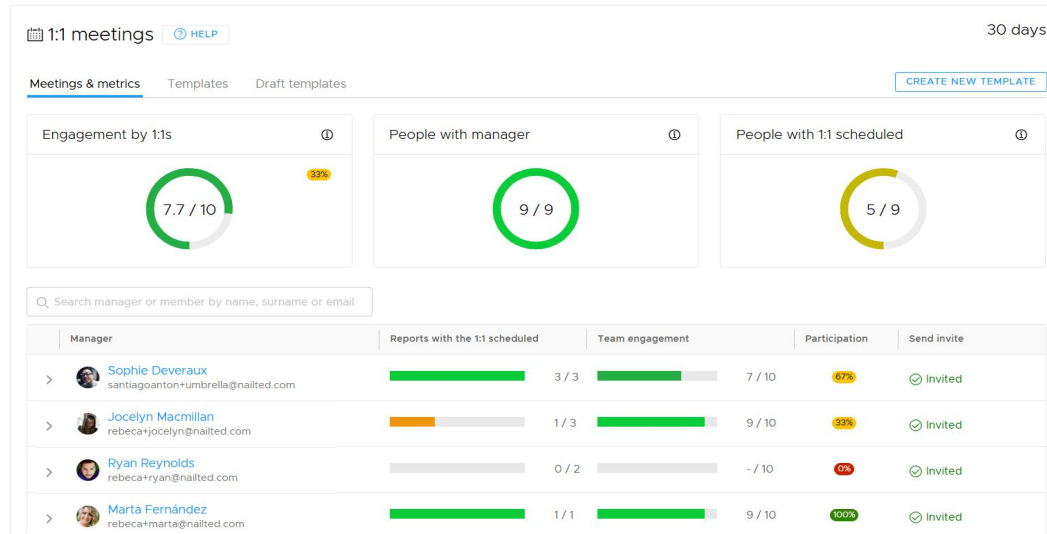 1:1 meetings HELP 30 days
Meetings & metrics Templates Draft templates CREATE NEW TEMPLATE
Engagement by 1:1s People with manager People with 1:1 scheduled
33%
7.7 / 10 9 / 9 5 / 9
Search manager or member by name, surname or email
Manager Reports with the 1:1 scheduled Team engagement Participation Send invite
Sophie Deveraux
santiagoanton+umbrella@nailted.com
3 / 3 7 / 10 67% Invited
Jocelyn Macmillan
rebeca+jocelyn@nailted.com
1 / 3 9 / 10 33% Invited
Ryan Reynolds
rebeca+ryan@nailted.com
0 / 2 - / 10 0% Invited
Marta Fernández
rebeca+marta@nailted.com
1 / 1 9 / 10 100% Invited